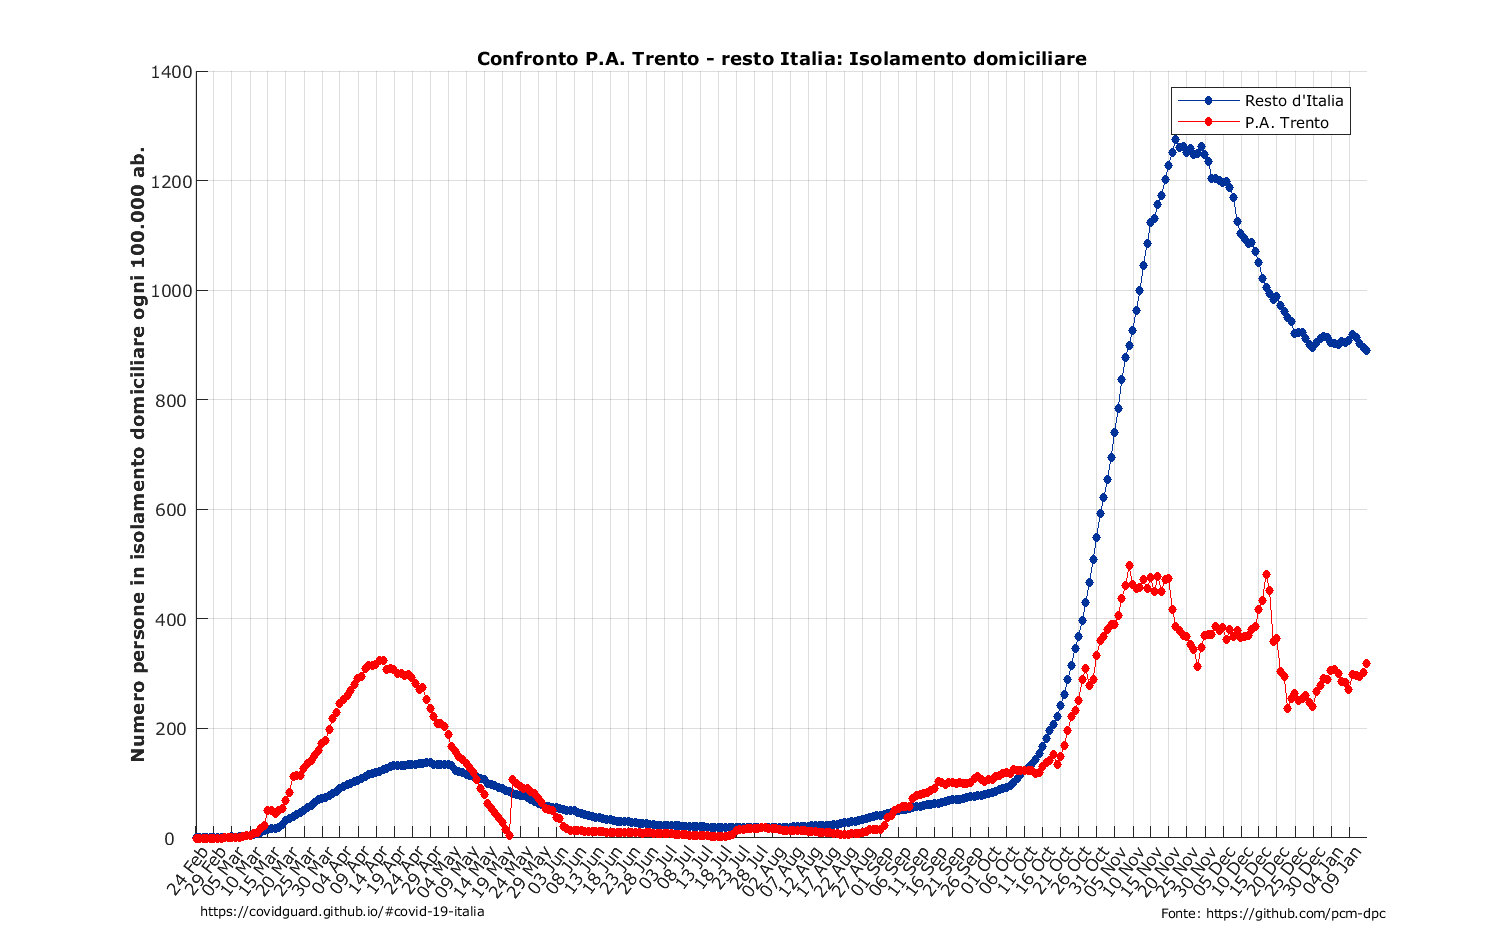 Confronto P.A. Trento - resto Italia: Isolamento domiciliare
Resto d'Italia
P.A. Trento
Numero persone in isolamento domiciliare ogni 100.000 ab.
1400
1200
1000
800
600
400
200
0
24 Feb
29 Feb
05 Mar
10 Mar
15 Mar
20 Mar
25 Mar
30 Mar
04 Apr
09 Apr
14 Apr
19 Apr
24 Apr
29 Apr
04 May
09 May
14 May
19 May
24 May
29 May
03 Jun
08 Jun
13 Jun
18 Jun
23 Jun
28 Jun
03 Jul
08 Jul
13 Jul
18 Jul
23 Jul
28 Jul
02 Aug
07 Aug
12 Aug
17 Aug
22 Aug
27 Aug
01 Sep
06 Sep
11 Sep
16 Sep
21 Sep
26 Sep
01 Oct
06 Oct
11 Oct
16 Oct
21 Oct
26 Oct
31 Oct
05 Nov
10 Nov
15 Nov
20 Nov
25 Nov
30 Nov
05 Dec
10 Dec
15 Dec
20 Dec
25 Dec
30 Dec
04 Jan
09 Jan
https://covidguard.github.io/#covid-19-italia
Fonte: https://github.com/pcm-dpc